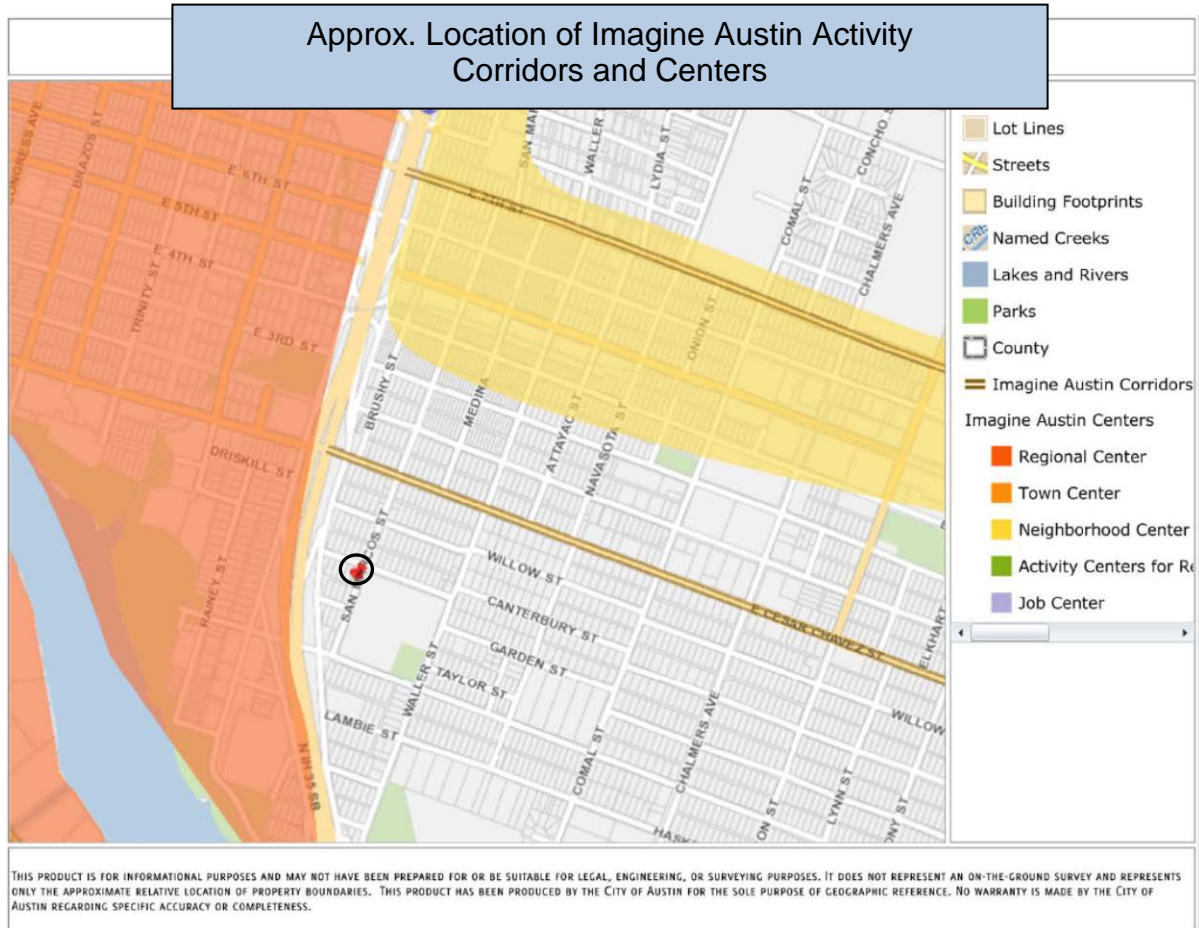 Approx. Location of Imagine Austin Activity
Corridors and Centers
Lot Lines
Streets
Building Footprints
Named Creeks
Lakes and Rivers
Parks
County
Imagine Austin Corridors
Imagine Austin Centers
Regional Center
Town Center
Neighborhood Center
Activity Centers for Re
Job Center
CONGRESS AVE
BRAZOS ST
TRINITY ST
E 6TH ST
E 5TH ST
E 4TH ST
E 3RD ST
DRISKILL ST
RAINEY ST
N IH 35 SB
SAN MAR
WALLER S
LYDIA ST
COMAL ST
CONCHO ST
CHALMERS AVE
E 7TH ST
ONION ST
BRUSHY ST
MEDINA
ATTAYAC ST
NAVASOTA ST
SAN MARCOS ST
WILLOW ST
CANTERBURY ST
GARDEN ST
TAYLOR ST
WALLER ST
LAMBIE ST
E CESAR CHAVEZ ST
ELKHART
COMAL ST
CHALMERS AVE
WILLOW
LYNN ST
ON ST
ONY ST
HASK
THIS PRODUCT IS FOR INFORMATIONAL PURPOSES AND MAY NOT HAVE BEEN PREPARED FOR OR BE SUITABLE FOR LEGAL, ENGINEERING, OR SURVEYING PURPOSES. IT DOES NOT REPRESENT AN ON-THE-GROUND SURVEY AND REPRESENTS
ONLY THE APPROXIMATE RELATIVE LOCATION OF PROPERTY BOUNDARIES. THIS PRODUCT HAS BEEN PRODUCED BY THE CITY OF AUSTIN FOR THE SOLE PURPOSE OF GEOGRAPHIC REFERENCE. NO WARRANTY IS MADE BY THE CITY OF
AUSTIN REGARDING SPECIFIC ACCURACY OR COMPLETENESS.